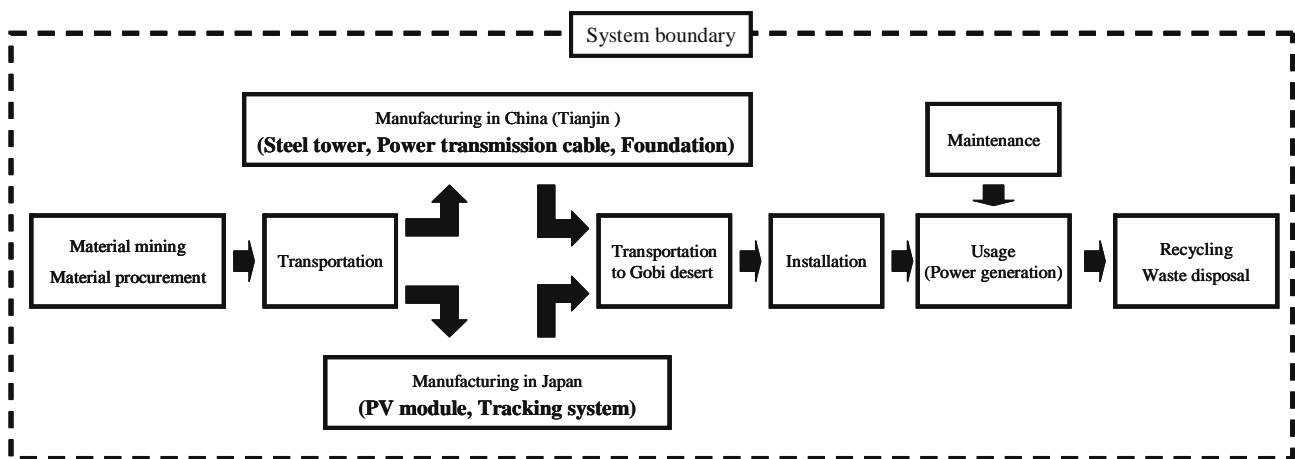 System boundary
Manufacturing in China (Tianjin )
(Steel tower, Power transmission cable, Foundation)
Maintenance
Material mining
Material procurement
Transportation
Transportation
to Gobi desert
Installation
Usage
(Power generation)
Recycling
Waste disposal
Manufacturing in Japan
(PV module, Tracking system)